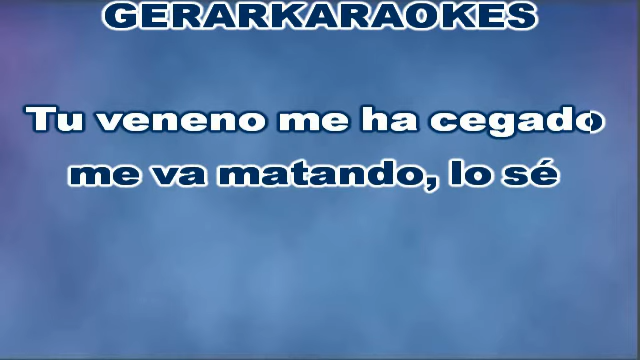 GERARKARAOKES
Tu veneno me ha cegado
me va matando, lo sé